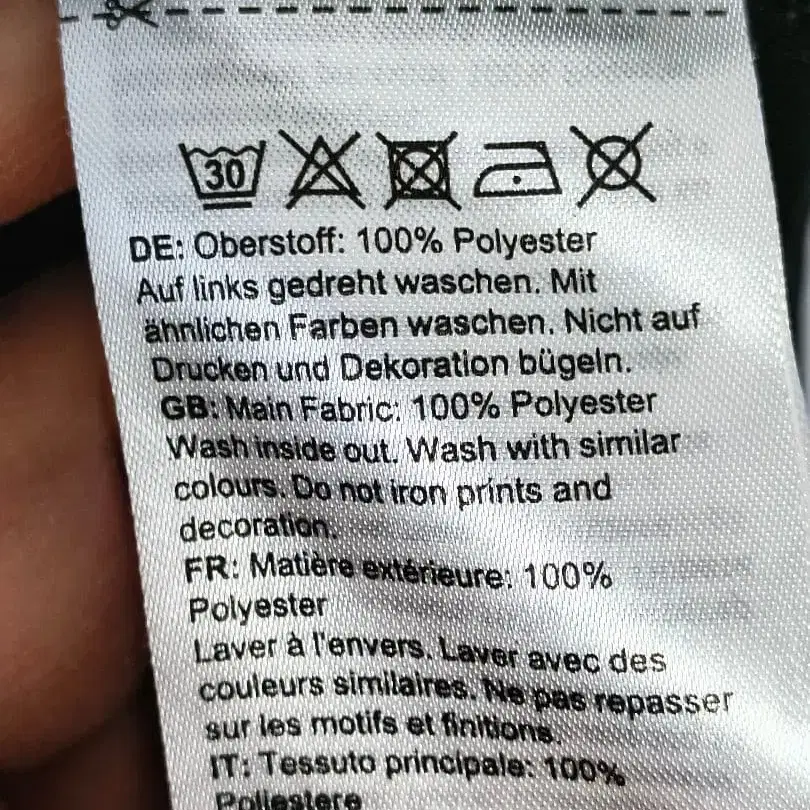 30
DE: Oberstoff: 100% Polyester
Auf links gedreht waschen. Mit
ähnlichen Farben waschen. Nicht auf
Drucken und Dekoration bügeln.
GB: Main Fabric: 100% Polyester
Wash inside out. Wash with similar
colours. Do not iron prints and
decoration.
FR: Matière extérieure: 100%
Polyester
Laver à l'envers. Laver avec des
couleurs similaires. Ne pas repasser
sur les motifs et finitions.
IT: Tessuto principale: 100%
Poliestere